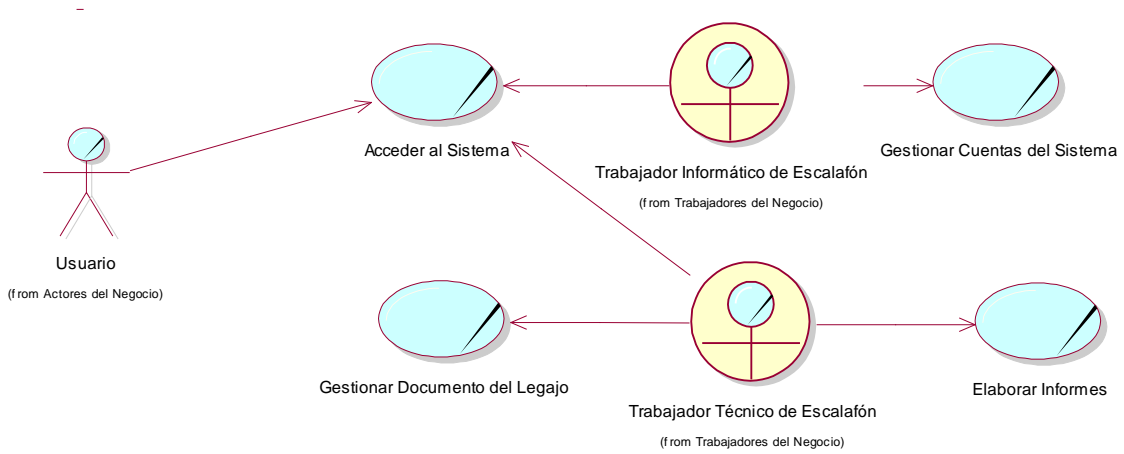 Acceder al Sistema
Trabajador Informático de Escalafón
(from Trabajadores del Negocio)
Gestionar Cuentas del Sistema
Usuario
(from Actores del Negocio)
Gestionar Documento del Legajo
Trabajador Técnico de Escalafón
(from Trabajadores del Negocio)
Elaborar Informes